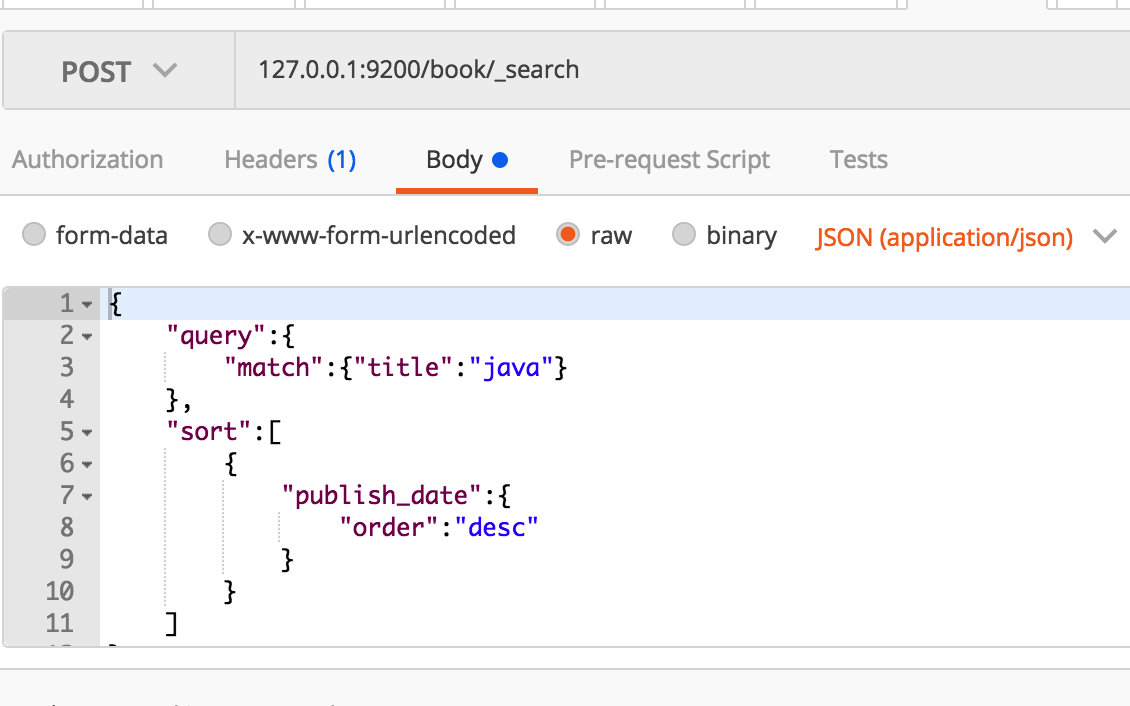 POST 127.0.0.1:9200/book/_search
Authorization Headers (1) Body Pre-request Script Tests
form-data x-www-form-urlencoded raw binary JSON (application/json)
1 {
2 "query":{
3 "match":{"title":"java"}
4 },
5 "sort":[
6 {
7 "publish_date":{
8 "order":"desc"
9 }
10 }
11 ]